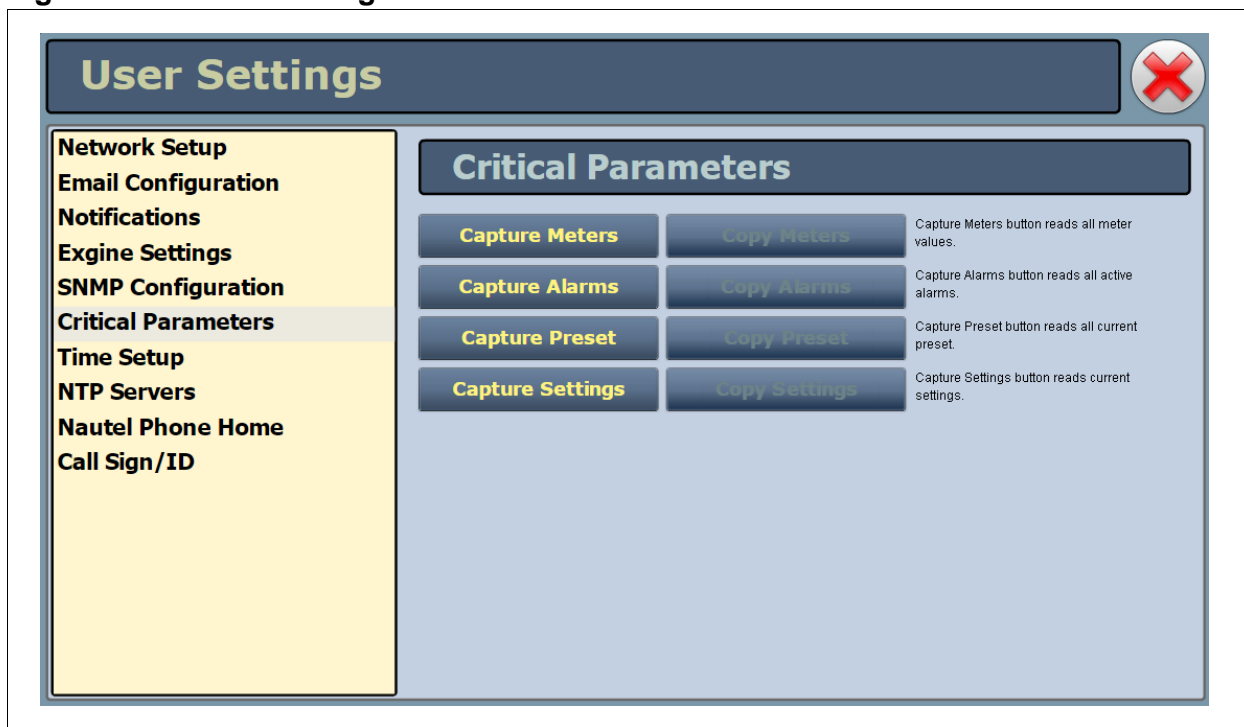 User Settings
Network Setup
Email Configuration
Notifications
Exgine Settings
SNMP Configuration
Critical Parameters
Time Setup
NTP Servers
Nautel Phone Home
Call Sign/ID
Critical Parameters
Capture Meters
Copy Meters
Capture Meters button reads all meter
values.
Capture Alarms
Copy Alarms
Capture Alarms button reads all active
alarms.
Capture Preset
Copy Preset
Capture Preset button reads all current
preset.
Capture Settings
Copy Settings
Capture Settings button reads current
settings.